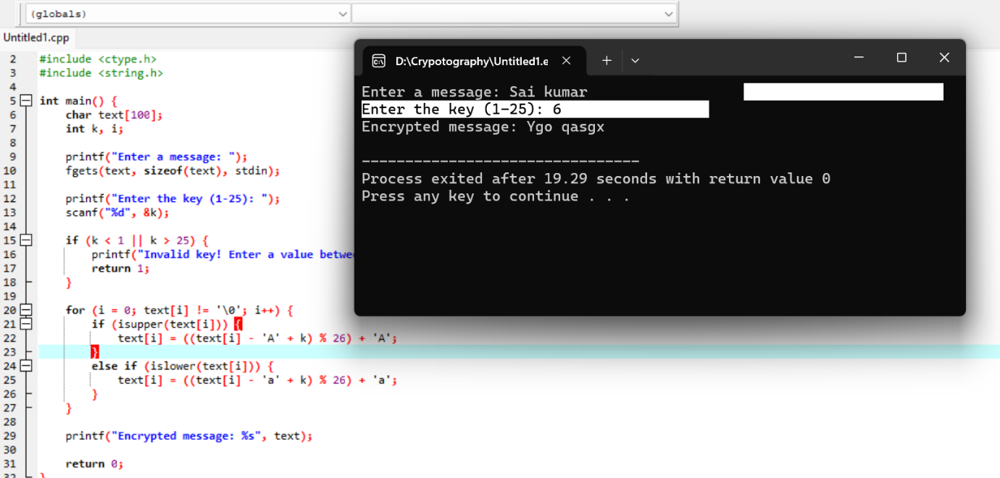 (globals)
Untitled1.cpp
2 #include <ctype.h>
3 #include <string.h>
4
5 int main() {
6 char text[100];
7 int k, i;
8
9 printf("Enter a message: ");
10 fgets(text, sizeof(text), stdin);
11
12 printf("Enter the key (1-25): ");
13 scanf("%d", &k);
14
15 if (k < 1 || k > 25) {
16 printf("Invalid key! Enter a value betwe
17 return 1;
18 }
19
20 for (i = 0; text[i] != '\0'; i++) {
21 if (isupper(text[i])) {
22 text[i] = ((text[i] - 'A' + k) % 26) + 'A';
23 }
24 else if (islower(text[i])) {
25 text[i] = ((text[i] - 'a' + k) % 26) + 'a';
26 }
27 }
28
29 printf("Encrypted message: %s", text);
30
31 return 0;
32 }
D:\Crypotography\Untitled1.e
Enter a message: Sai kumar
Enter the key (1-25): 6
Encrypted message: Ygo qasgx
--------------------------------
Process exited after 19.29 seconds with return value 0
Press any key to continue . . .